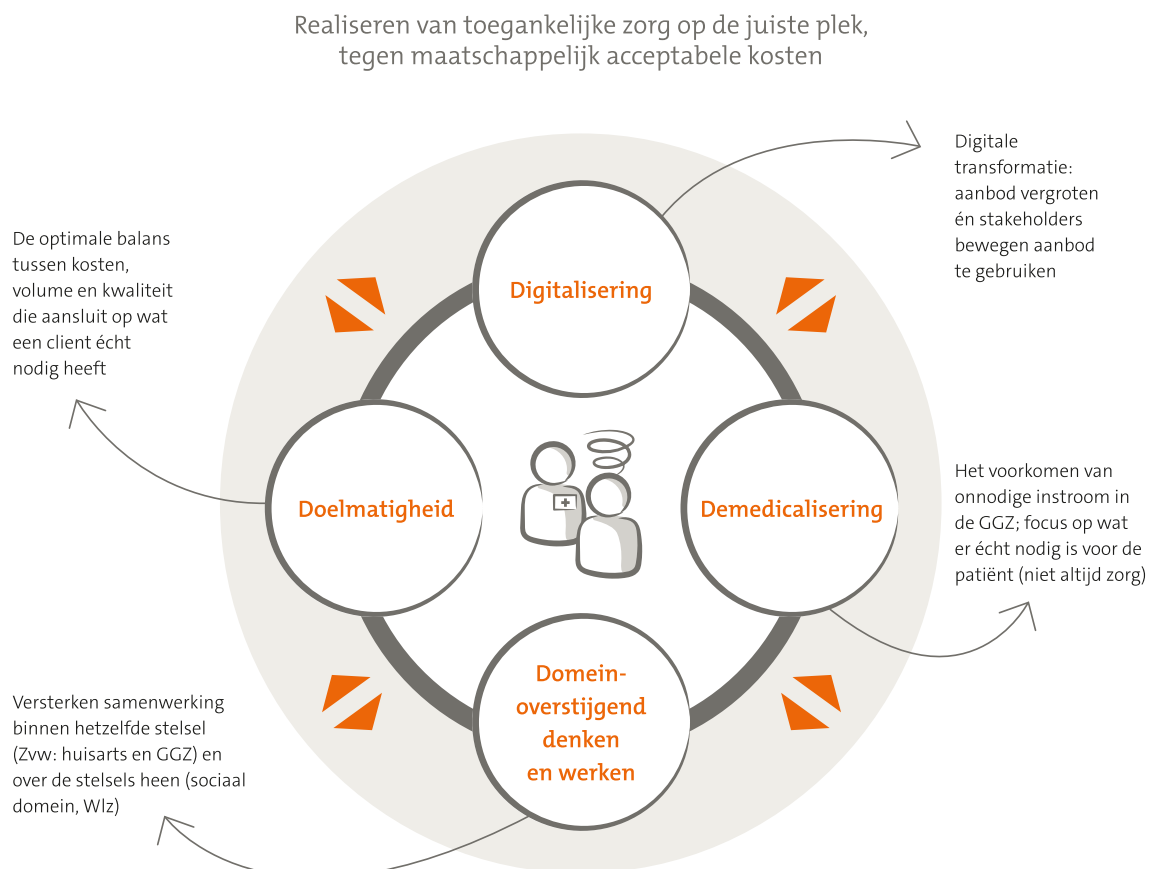 Realiseren van toegankelijke zorg op de juiste plek,
tegen maatschappelijk acceptabele kosten
Digitale
transformatie:
aanbod vergroten
én stakeholders
bewegen aanbod
te gebruiken
De optimale balans
tussen kosten,
volume en kwaliteit
die aansluit op wat
een client écht
nodig heeft
Digitalisering
Doelmatigheid
Demedicalisering
Het voorkomen van
onnodige instroom in
de GGZ; focus op wat
er écht nodig is voor de
patiënt (niet altijd zorg)
Domein-
overstijgend
denken
en werken
Versterken samenwerking
binnen hetzelfde stelsel
(Zvw: huisarts en GGZ) en
over de stelsels heen (sociaal
domein, Wlz)